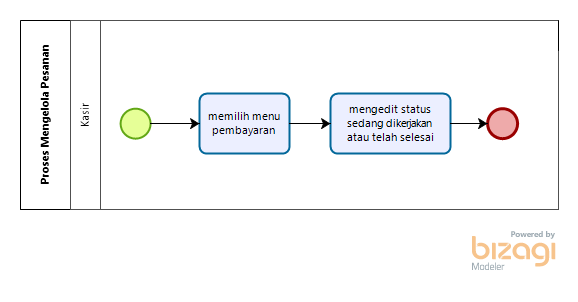 Proses Mengelola Pesanan
Kasir
memilih menu
pembayaran
mengedit status
sedang dikerjakan
atau telah selesai
Powered by
bizagi
Modeler